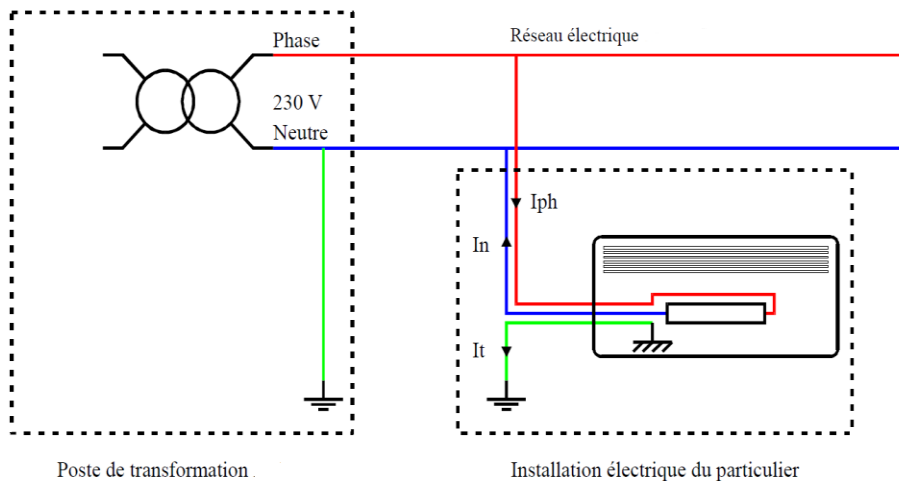 Phase
Réseau électrique
230 V
Neutre
Iph
In
It
Poste de transformation
Installation électrique du particulier